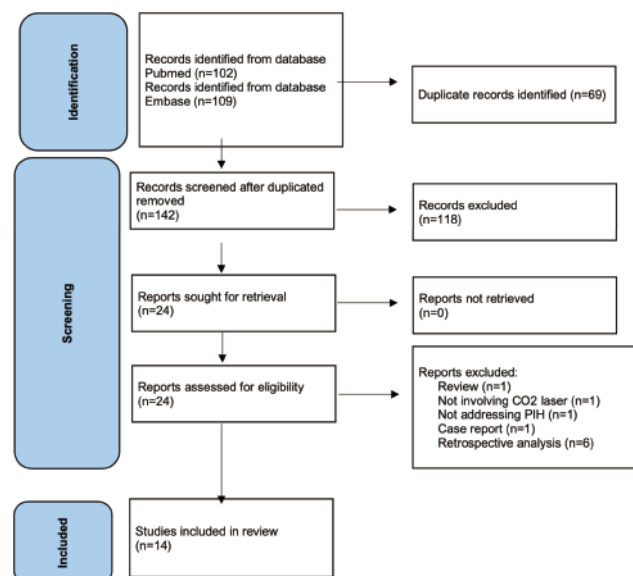 Identification
Records identified from database
Pubmed (n=102)
Records identified from database
Embase (n=109)
Duplicate records identified (n=69)
Screening
Records screened after duplicated
removed
(n=142)
Records excluded
(n=118)
Reports sought for retrieval
(n=24)
Reports not retrieved
(n=0)
Reports assessed for eligibility
(n=24)
Reports excluded:
Review (n=1)
Not involving CO2 laser (n=1)
Not addressing PIH (n=1)
Case report (n=1)
Retrospective analysis (n=6)
Included
Studies included in review
(n=14)